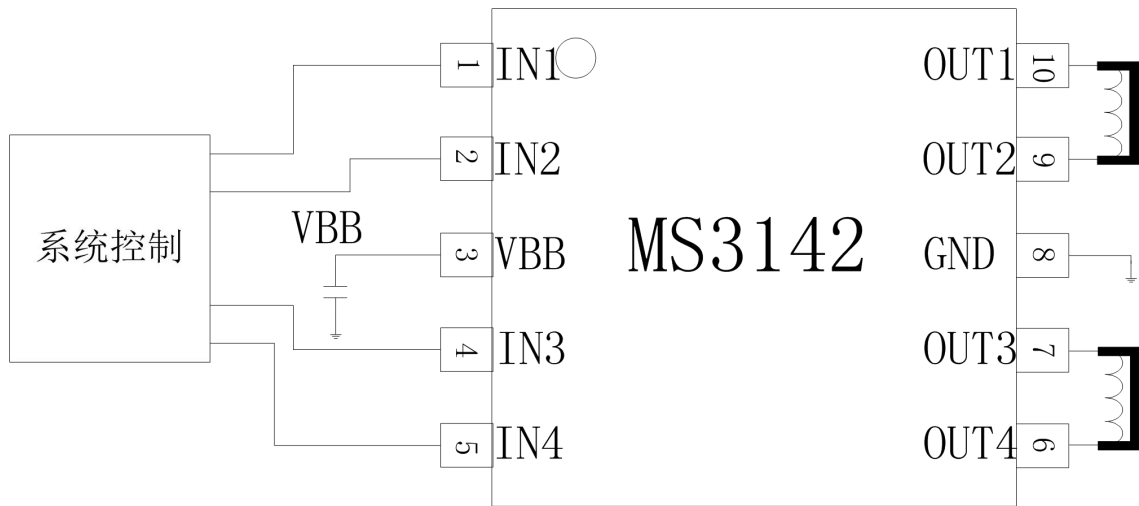 1 IN1
2 IN2
VBB
3 VBB
4 IN3
5 IN4
系统控制
MS3142
OUT1 10
OUT2 9
GND 8
OUT3 7
OUT4 6